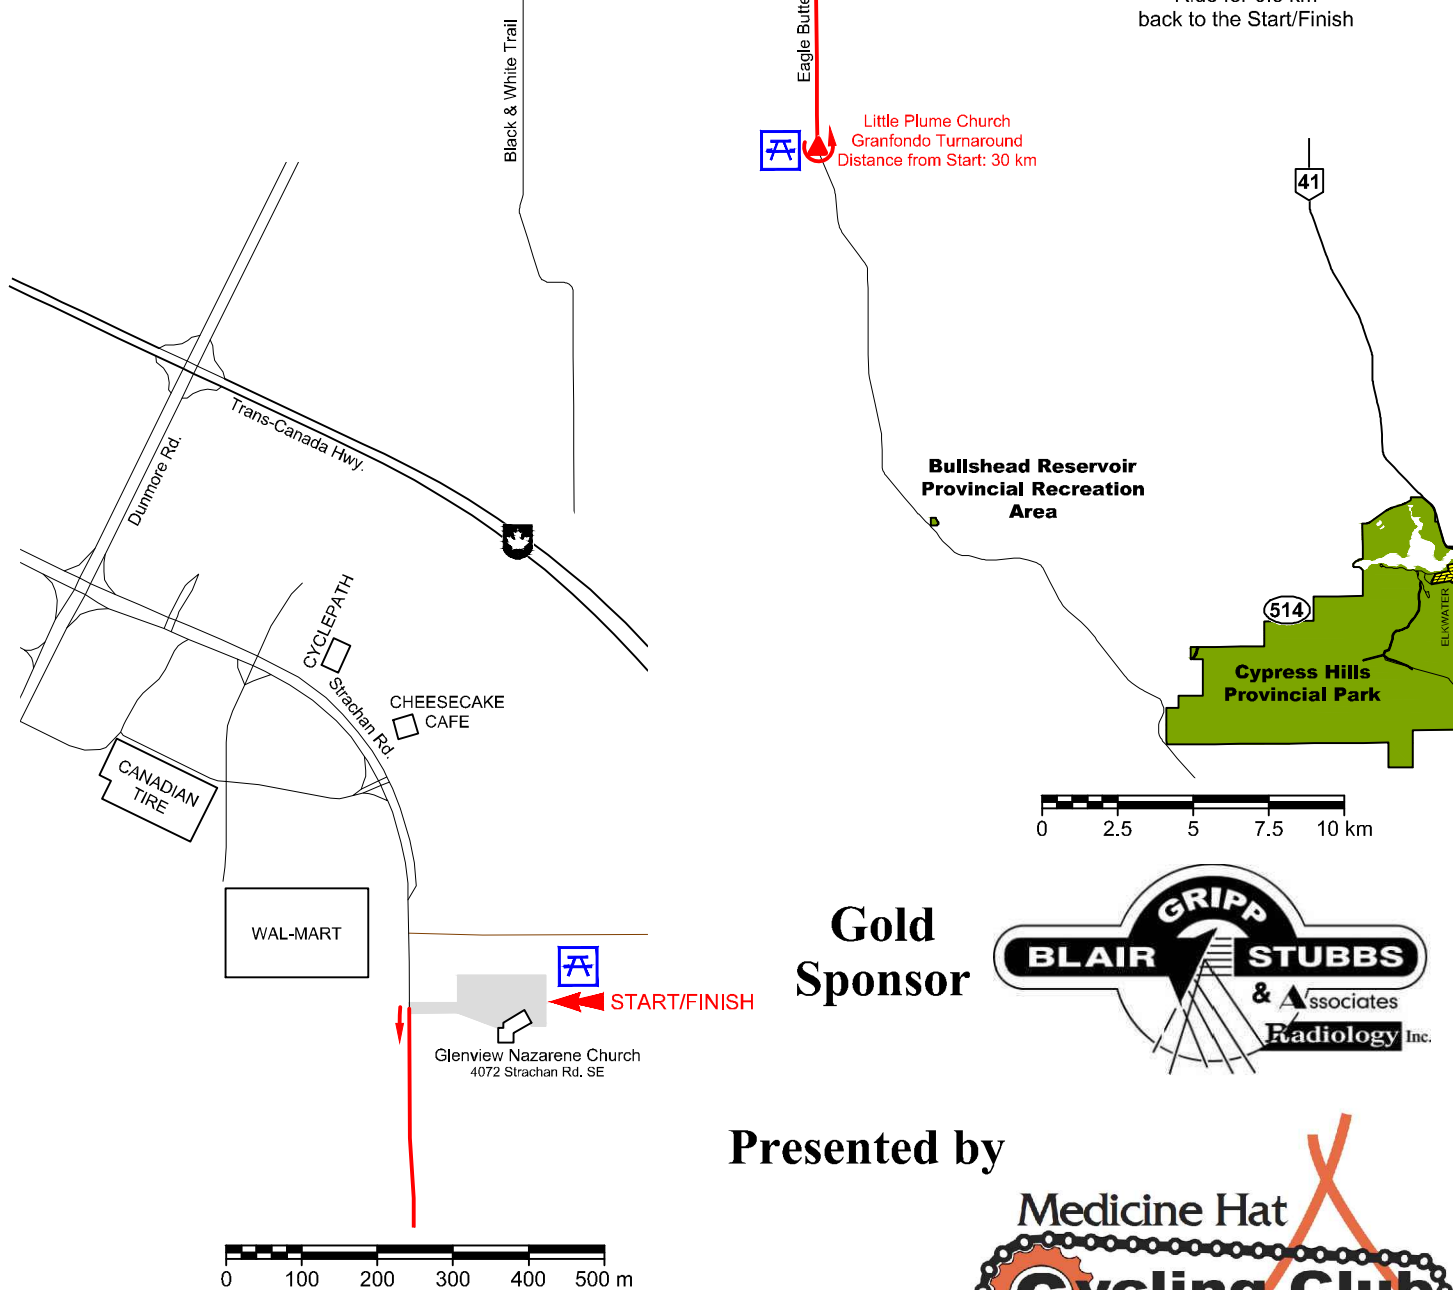 back to the Start/Finish
Black & White Trail
Little Plume Church
Granfondo Turnaround
Distance from Start: 30 km
41
Trans-Canada Hwy.
Dunmore Rd.
Bullshead Reservoir
Provincial Recreation
Area
CYCLEPATH
Strachan Rd.
CHEESECAKE
CAFE
514
ELKWATER
Cypress Hills
Provincial Park
CANADIAN
TIRE
0 2.5 5 7.5 10 km
WAL-MART
Gold
Sponsor
GRIPP
BLAIR STUBBS
& Associates
Radiology Inc.
START/FINISH
Glenview Nazarene Church
4072 Strachan Rd. SE
Presented by
Medicine Hat
Cycling Club
0 100 200 300 400 500 m
Eagle